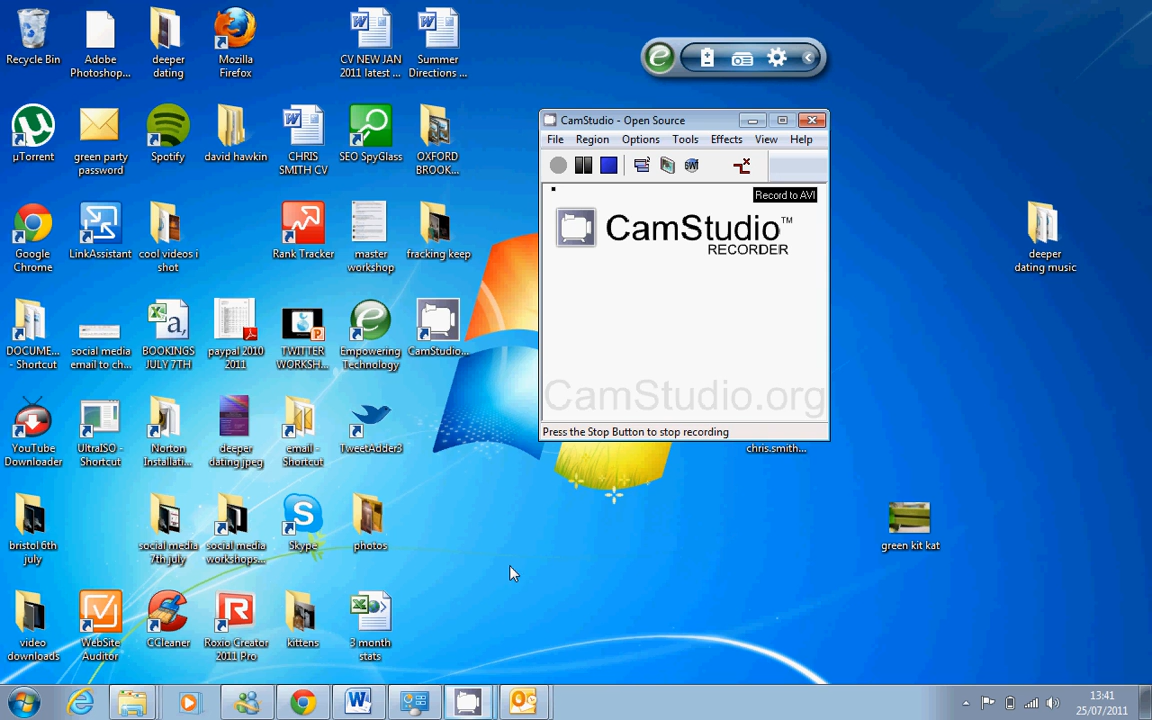 Recycle Bin
Adobe
Photoshop...
deeper
dating
Mozilla
Firefox
CV NEW JAN
2011 latest ...
Summer
Directions ...
µTorrent
green party
password
Spotify
david hawkin
CHRIS
SMITH CV
SEO SpyGlass
OXFORD
BROOK...
Google
Chrome
LinkAssistant
cool videos i
shot
Rank Tracker
master
workshop
fracking keep
DOCUME...
- Shortcut
social media
email to ch...
BOOKINGS
JULY 7TH
paypal 2010
2011
TWITTER
WORKSH...
Empowering
Technology
CamStudio...
YouTube
Downloader
UltraISO -
Shortcut
Norton
Installati...
deeper
dating.jpeg
email -
Shortcut
TweetAdder3
bristol 6th
july
social media
7th july
social media
workshops...
Skype
photos
video
downloads
WebSite
Auditor
CCleaner
Roxio Creator
2011 Pro
kittens
3 month
stats
CamStudio - Open Source
File Region Options Tools Effects View Help
Record to AVI
CamStudio™
RECORDER
CamStudio.org
Press the Stop Button to stop recording
chris.smith...
deeper
dating music
green kit kat
13:41
25/07/2011